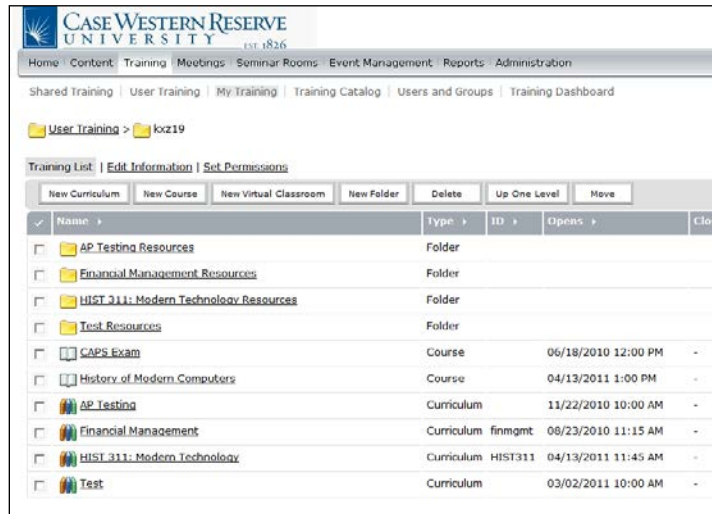 CASE WESTERN RESERVE
UNIVERSITY EST. 1826
Home Content Training Meetings Seminar Rooms Event Management Reports Administration
Shared Training | User Training | My Training | Training Catalog | Users and Groups | Training Dashboard
User Training > kxz19
Training List | Edit Information | Set Permissions
New Curriculum New Course New Virtual Classroom New Folder Delete Up One Level Move
Name Type ID Opens Clo
AP Testing Resources Folder
Financial Management Resources Folder
HIST 311: Modern Technology Resources Folder
Test Resources Folder
CAPS Exam Course 06/18/2010 12:00 PM -
History of Modern Computers Course 04/13/2011 1:00 PM -
AP Testing Curriculum 11/22/2010 10:00 AM -
Financial Management Curriculum finmgmt 08/23/2010 11:15 AM -
HIST 311: Modern Technology Curriculum HIST311 04/13/2011 11:45 AM -
Test Curriculum 03/02/2011 10:00 AM -